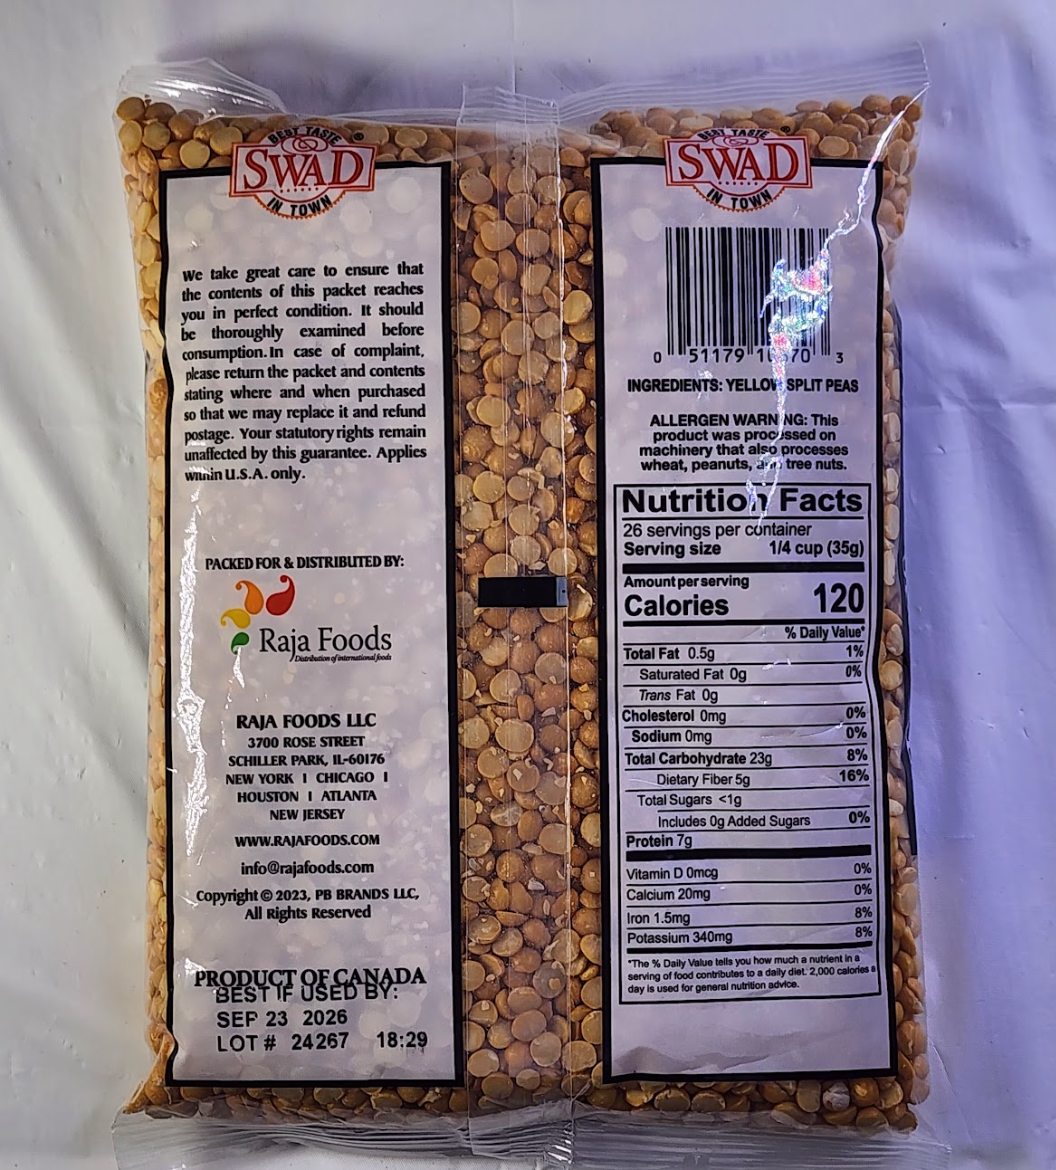 BEST TASTE
SWAD
IN TOWN
We take great care to ensure that
the contents of this packet reaches
you in perfect condition. It should
be thoroughly examined before
consumption. In case of complaint,
please return the packet and contents
stating where and when purchased
so that we may replace it and refund
postage. Your statutory rights remain
unaffected by this guarantee. Applies
within U.S.A. only.
PACKED FOR & DISTRIBUTED BY:
Raja Foods
Distribution of international foods
RAJA FOODS LLC
3700 ROSE STREET
SCHILLER PARK, IL-60176
NEW YORK I CHICAGO I
HOUSTON I ATLANTA
NEW JERSEY
WWW.RAJAFOODS.COM
info@rajafoods.com
Copyright © 2023, PB BRANDS LLC,
All Rights Reserved
PRODUCT OF CANADA
BEST IF USED BY:
SEP 23 2026
LOT # 24267 18:29
BEST TASTE
SWAD
IN TOWN
0 51179 3
INGREDIENTS: YELLOW SPLIT PEAS
ALLERGEN WARNING: This
product was processed on
machinery that also processes
wheat, peanuts, and tree nuts.
Nutrition Facts
26 servings per container
Serving size 1/4 cup (35g)
Amount per serving
Calories 120
% Daily Value*
Total Fat 0.5g 1%
Saturated Fat 0g 0%
Trans Fat 0g
Cholesterol 0mg 0%
Sodium 0mg 0%
Total Carbohydrate 23g 8%
Dietary Fiber 5g 16%
Total Sugars <1g
Includes 0g Added Sugars 0%
Protein 7g
Vitamin D 0mcg 0%
Calcium 20mg 0%
Iron 1.5mg 8%
Potassium 340mg 8%
*The % Daily Value tells you how much a nutrient in a
serving of food contributes to a daily diet. 2,000 calories a
day is used for general nutrition advice.